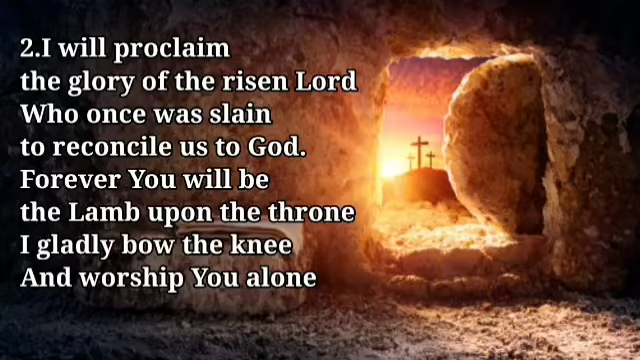 2.I will proclaim
the glory of the risen Lord
Who once was slain
to reconcile us to God.
Forever You will be
the Lamb upon the throne
I gladly bow the knee
And worship You alone